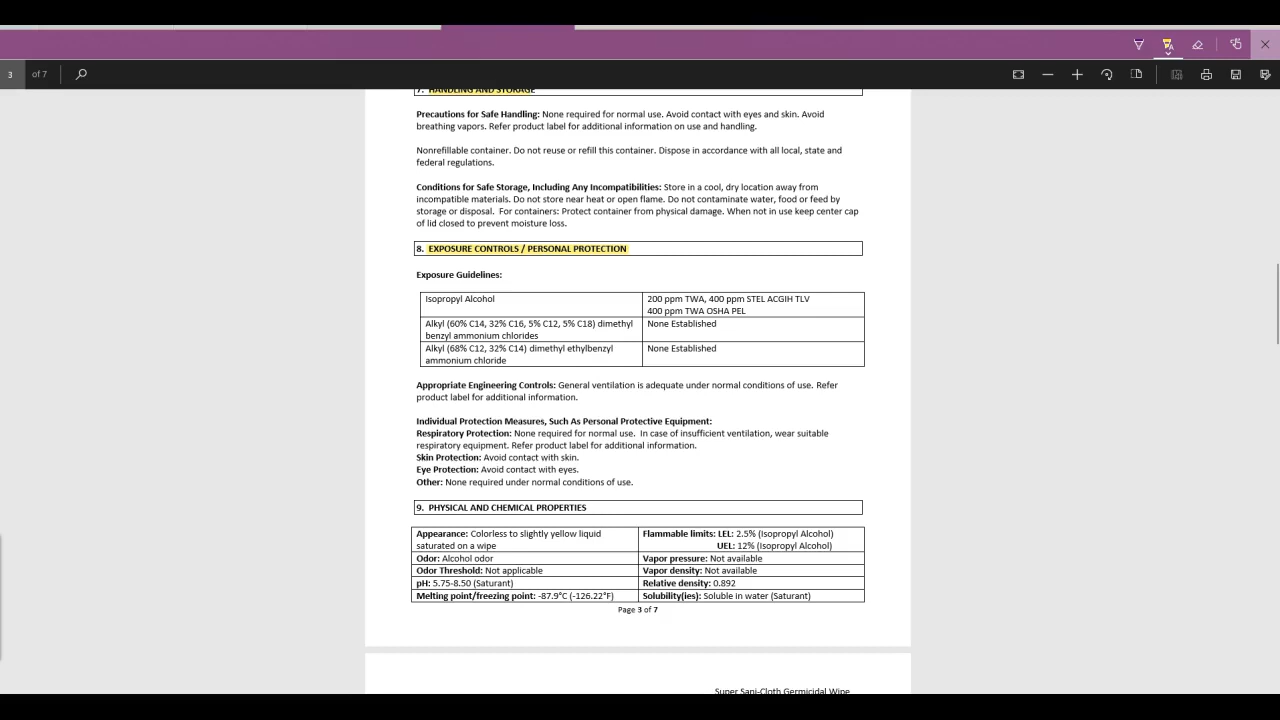 3 of 7
7. HANDLING AND STORAGE
Precautions for Safe Handling: None required for normal use. Avoid contact with eyes and skin. Avoid
breathing vapors. Refer product label for additional information on use and handling.
Nonrefillable container. Do not reuse or refill this container. Dispose in accordance with all local, state and
federal regulations.
Conditions for Safe Storage, Including Any Incompatibilities: Store in a cool, dry location away from
incompatible materials. Do not store near heat or open flame. Do not contaminate water, food or feed by
storage or disposal. For containers: Protect container from physical damage. When not in use keep center cap
of lid closed to prevent moisture loss.
8. EXPOSURE CONTROLS / PERSONAL PROTECTION
Exposure Guidelines:
Isopropyl Alcohol
200 ppm TWA, 400 ppm STEL ACGIH TLV
400 ppm TWA OSHA PEL
Alkyl (60% C14, 32% C16, 5% C12, 5% C18) dimethyl
benzyl ammonium chlorides
None Established
Alkyl (68% C12, 32% C14) dimethyl ethylbenzyl
ammonium chloride
None Established
Appropriate Engineering Controls: General ventilation is adequate under normal conditions of use. Refer
product label for additional information.
Individual Protection Measures, Such As Personal Protective Equipment:
Respiratory Protection: None required for normal use. In case of insufficient ventilation, wear suitable
respiratory equipment. Refer product label for additional information.
Skin Protection: Avoid contact with skin.
Eye Protection: Avoid contact with eyes.
Other: None required under normal conditions of use.
9. PHYSICAL AND CHEMICAL PROPERTIES
Appearance: Colorless to slightly yellow liquid
saturated on a wipe
Flammable limits: LEL: 2.5% (Isopropyl Alcohol)
UEL: 12% (Isopropyl Alcohol)
Odor: Alcohol odor
Vapor pressure: Not available
Odor Threshold: Not applicable
Vapor density: Not available
pH: 5.75-8.50 (Saturant)
Relative density: 0.892
Melting point/freezing point: -87.9°C (-126.22°F)
Solubility(ies): Soluble in water (Saturant)
Page 3 of 7
Super Sani-Cloth Germicidal Wipe